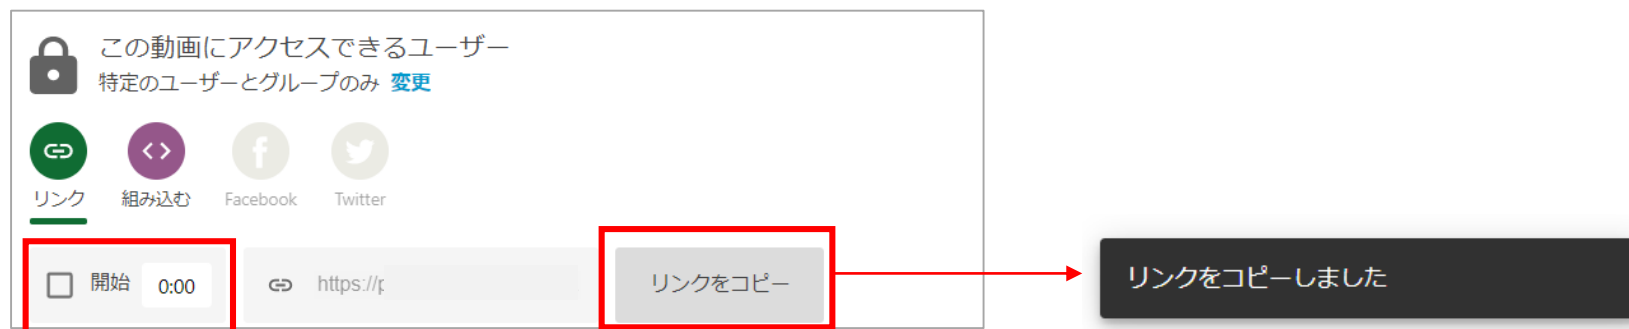 この動画にアクセスできるユーザー
特定のユーザーとグループのみ 変更
リンク 組み込む Facebook Twitter
開始 0:00 https://p リンクをコピー
リンクをコピーしました